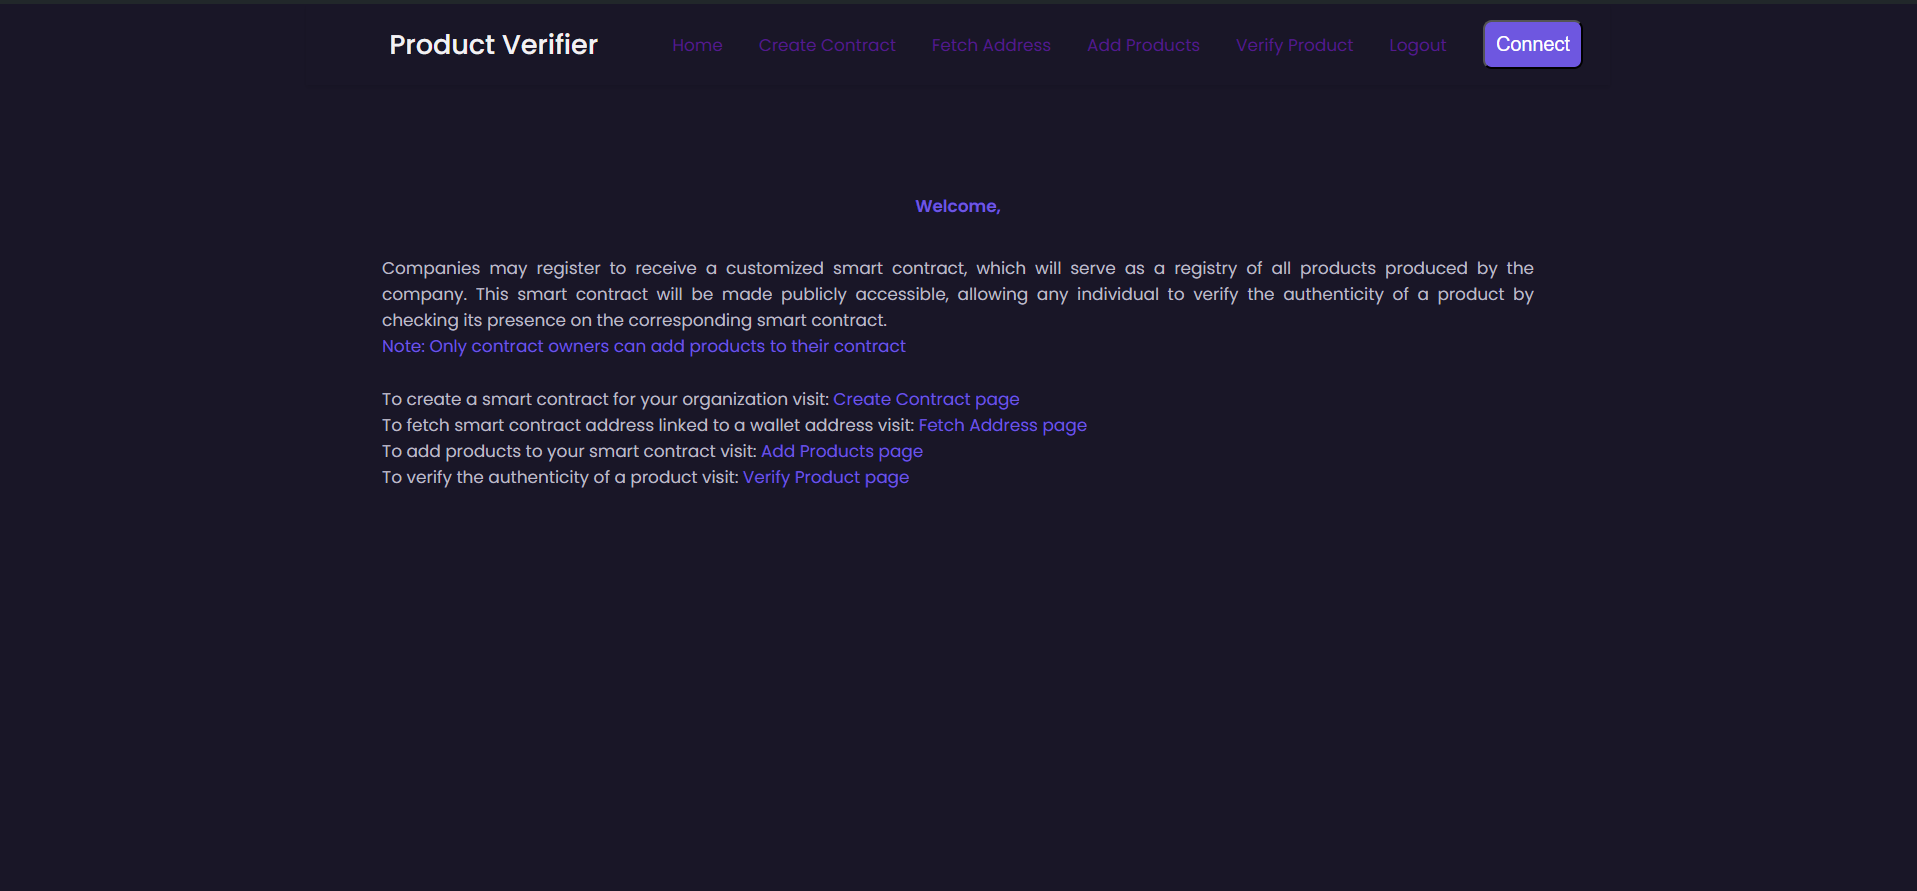 Product Verifier
Home
Create Contract
Fetch Address
Add Products
Verify Product
Logout
Connect
Welcome,
Companies may register to receive a customized smart contract, which will serve as a registry of all products produced by the
company. This smart contract will be made publicly accessible, allowing any individual to verify the authenticity of a product by
checking its presence on the corresponding smart contract.
Note: Only contract owners can add products to their contract
To create a smart contract for your organization visit: Create Contract page
To fetch smart contract address linked to a wallet address visit: Fetch Address page
To add products to your smart contract visit: Add Products page
To verify the authenticity of a product visit: Verify Product page